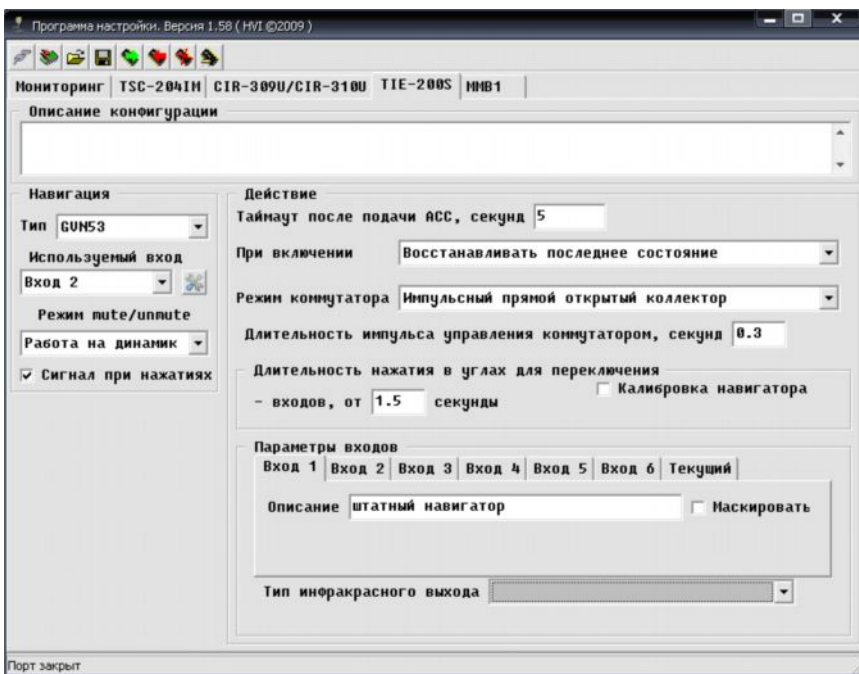 Программа настройки. Версия 1.58 ( HVI ©2009 )
Мониторинг TSC-204IM CIR-309U/CIR-310U TIE-200S MMB1
Описание конфигурации
Навигация
Тип GVN53
Используемый вход
Вход 2
Режим mute/unmute
Работа на динамик
Сигнал при нажатиях
Действие
Таймаут после подачи ACC, секунд 5
При включении Восстанавливать последнее состояние
Режим коммутатора Импульсный прямой открытый коллектор
Длительность импульса управления коммутатором, секунд 0.3
Длительность нажатия в углах для переключения
- входов, от 1.5 секунды
Калибровка навигатора
Параметры входов
Вход 1 Вход 2 Вход 3 Вход 4 Вход 5 Вход 6 Текущий
Описание штатный навигатор Маскировать
Тип инфракрасного выхода
Порт закрыт